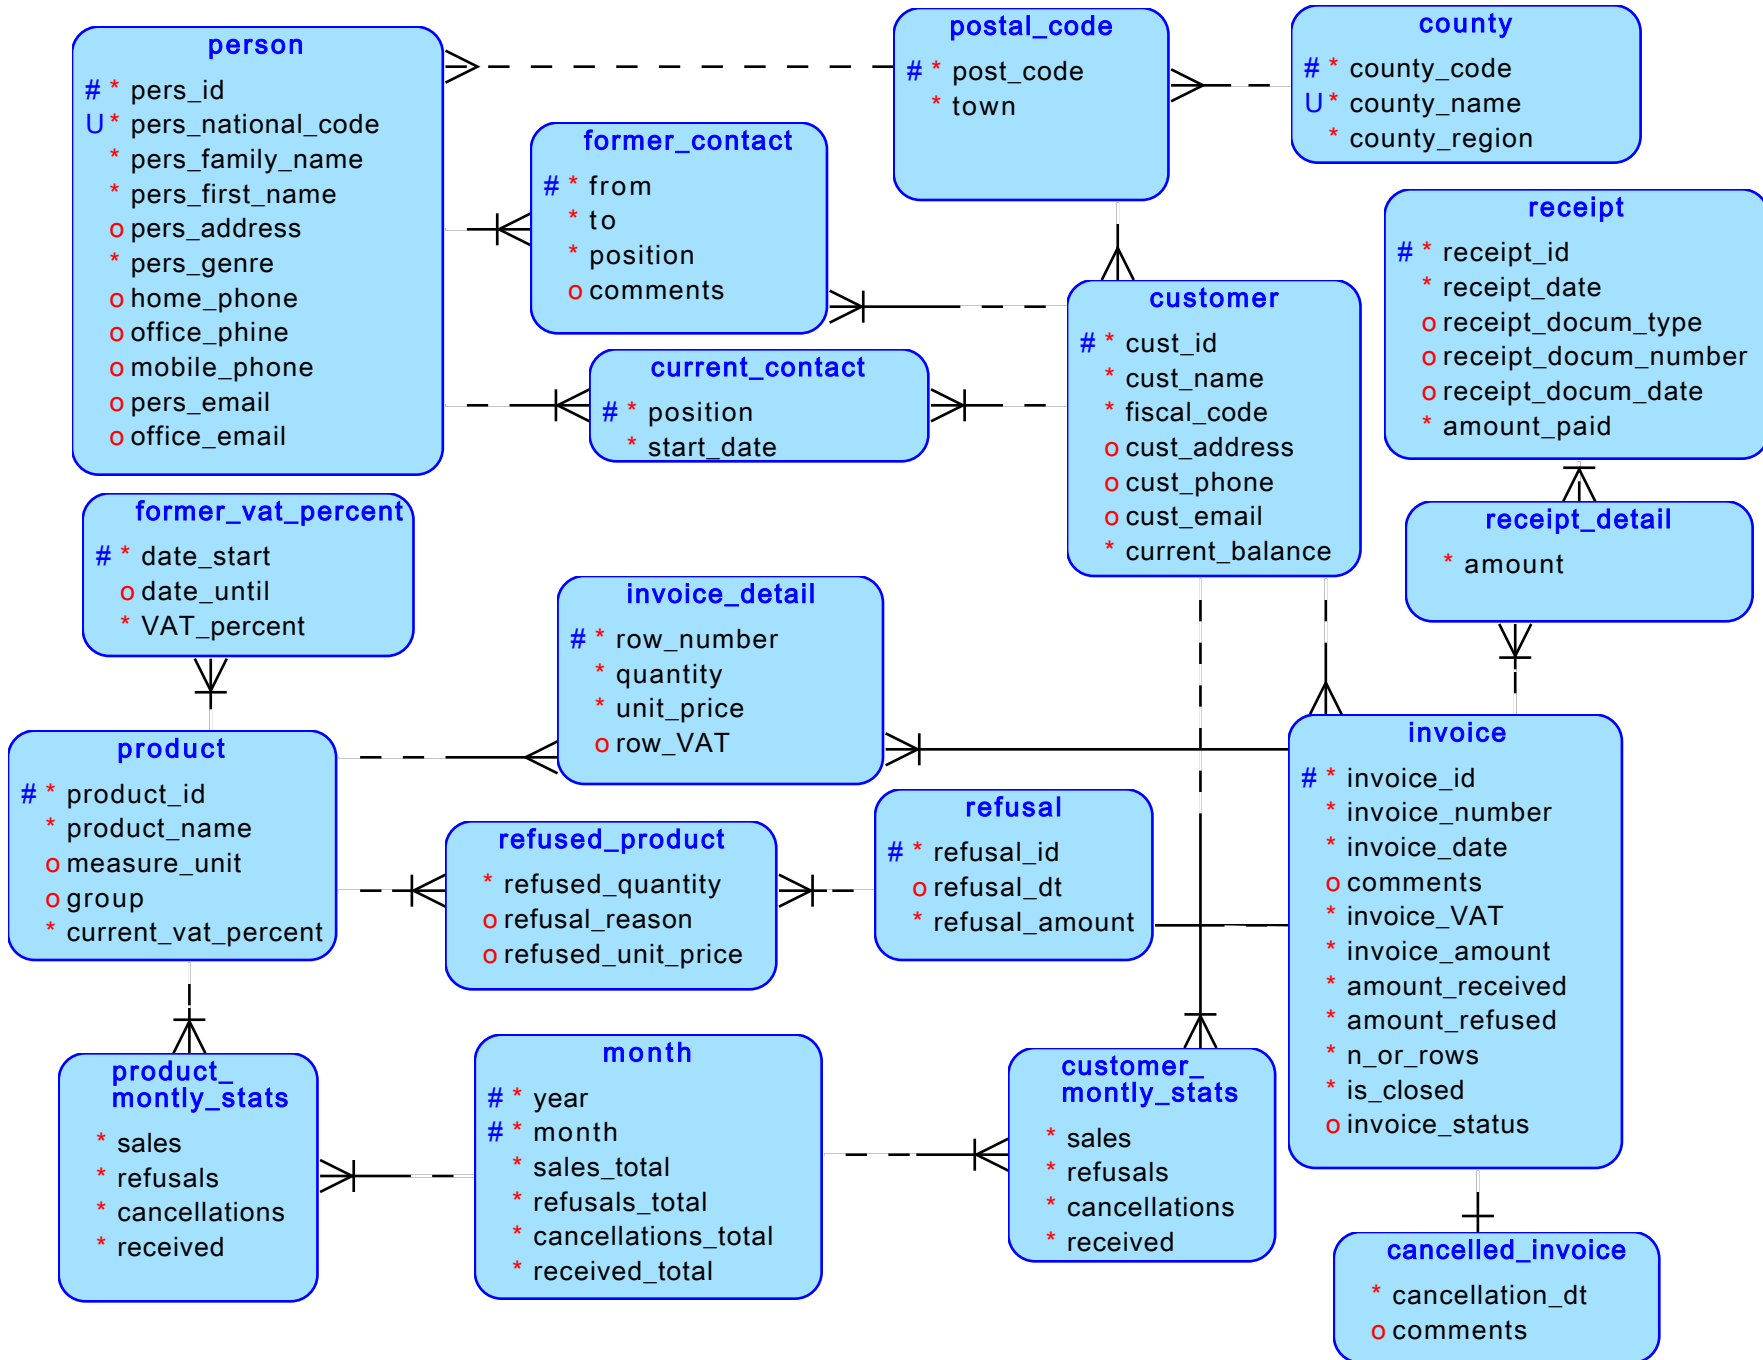 person
# * pers_id
U * pers_national_code
* pers_family_name
* pers_first_name
o pers_address
* pers_genre
o home_phone
o office_phine
o mobile_phone
o pers_email
o office_email
postal_code
# * post_code
* town
county
# * county_code
U * county_name
* county_region
former_contact
# * from
* to
* position
o comments
receipt
# * receipt_id
* receipt_date
o receipt_docum_type
o receipt_docum_number
o receipt_docum_date
* amount_paid
customer
# * cust_id
* cust_name
* fiscal_code
o cust_address
o cust_phone
o cust_email
* current_balance
current_contact
# * position
* start_date
former_vat_percent
# * date_start
o date_until
* VAT_percent
receipt_detail
* amount
invoice_detail
# * row_number
* quantity
* unit_price
o row_VAT
product
# * product_id
* product_name
o measure_unit
o group
* current_vat_percent
refused_product
* refused_quantity
o refusal_reason
o refused_unit_price
refusal
# * refusal_id
o refusal_dt
* refusal_amount
invoice
# * invoice_id
* invoice_number
* invoice_date
o comments
* invoice_VAT
* invoice_amount
* amount_received
* amount_refused
* n_or_rows
* is_closed
o invoice_status
product_
montly_stats
* sales
* refusals
* cancellations
* received
month
# * year
# * month
* sales_total
* refusals_total
* cancellations_total
* received_total
customer_
montly_stats
* sales
* refusals
* cancellations
* received
cancelled_invoice
* cancellation_dt
o comments